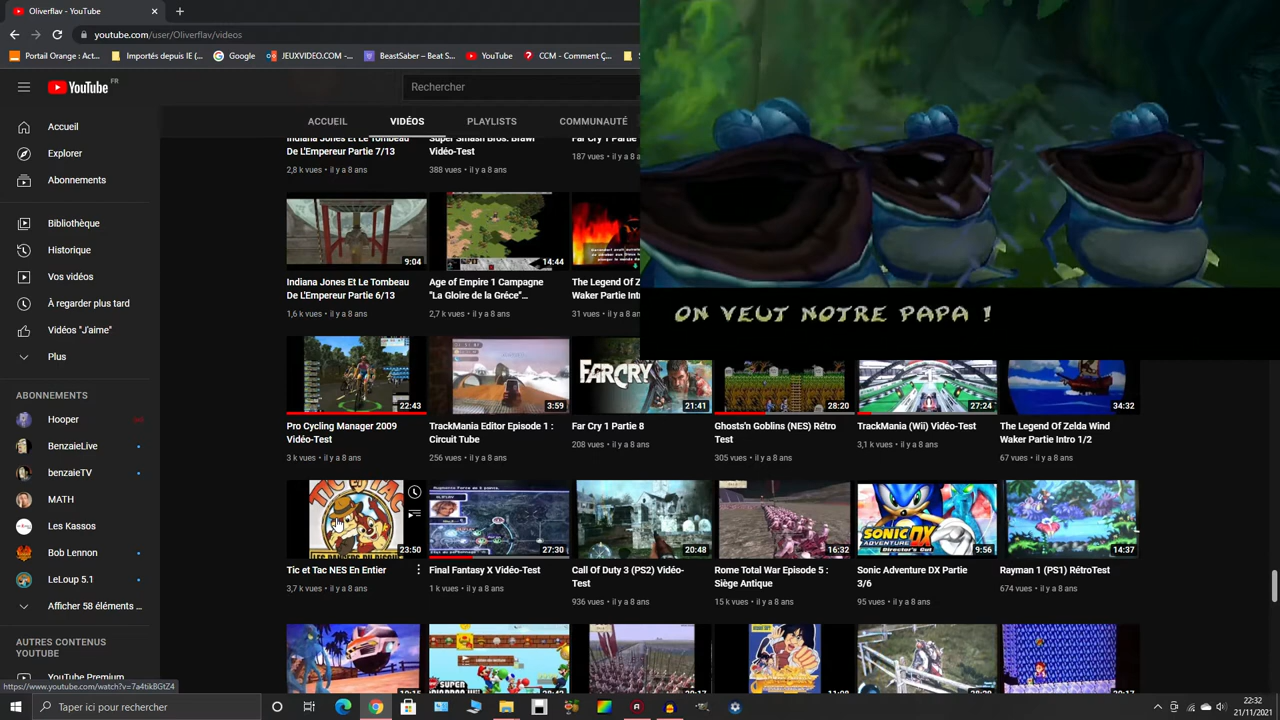 Oliverflav - YouTube
youtube.com/user/Oliverflav/videos
Portail Orange : Act...
Importés depuis IE (...
Google
JEUXVIDEO.COM -...
BeastSaber – Beat S...
YouTube
CCM - Comment Ç...
YouTube FR
Rechercher
ACCUEIL
VIDÉOS
PLAYLISTS
COMMUNAUTÉ
Accueil
Explorer
Abonnements
Bibliothèque
Historique
Vos vidéos
À regarder plus tard
Vidéos "J'aime"
Plus
ABONNEMENTS
Hooper
BenzaieLive
benzaieTV
MATH
Les Kassos
Bob Lennon
LeLoup 5.1
Afficher 58 éléments ...
AUTRES CONTENUS
YOUTUBE
YouTube Premium
Indiana Jones Et Le Tombeau
De L'Empereur Partie 7/13
2,8 k vues • il y a 8 ans
Super Smash Bros. Brawl
Vidéo-Test
388 vues • il y a 8 ans
Far Cry 1 Partie
187 vues • il y a 8
9:04
Indiana Jones Et Le Tombeau
De L'Empereur Partie 6/13
1,6 k vues • il y a 8 ans
14:44
Age of Empire 1 Campagne
"La Gloire de la Gréce"...
2,7 k vues • il y a 8 ans
The Legend Of Z
Waker Partie Int
31 vues • il y a 8
ON VEUT NOTRE PAPA !
22:43
Pro Cycling Manager 2009
Vidéo-Test
3 k vues • il y a 8 ans
3:59
TrackMania Editor Episode 1 :
Circuit Tube
256 vues • il y a 8 ans
FARCRY
21:41
Far Cry 1 Partie 8
208 vues • il y a 8 ans
28:20
Ghosts'n Goblins (NES) Rétro
Test
305 vues • il y a 8 ans
27:24
TrackMania (Wii) Vidéo-Test
3,1 k vues • il y a 8 ans
34:32
The Legend Of Zelda Wind
Waker Partie Intro 1/2
67 vues • il y a 8 ans
TIC ET TAC
23:50
Tic et Tac NES En Entier
3,7 k vues • il y a 8 ans
27:30
Final Fantasy X Vidéo-Test
1 k vues • il y a 8 ans
20:48
Call Of Duty 3 (PS2) Vidéo-
Test
936 vues • il y a 8 ans
16:32
Rome Total War Episode 5 :
Siège Antique
15 k vues • il y a 8 ans
SONIC
ADVENTURE DX
DIRECTOR'S CUT
9:56
Sonic Adventure DX Partie
3/6
95 vues • il y a 8 ans
14:37
Rayman 1 (PS1) RétroTest
674 vues • il y a 8 ans
https://www.youtube.com/watch?v=7a4tikBGtZ4
Taper ici pour rechercher
22:32
21/11/2021